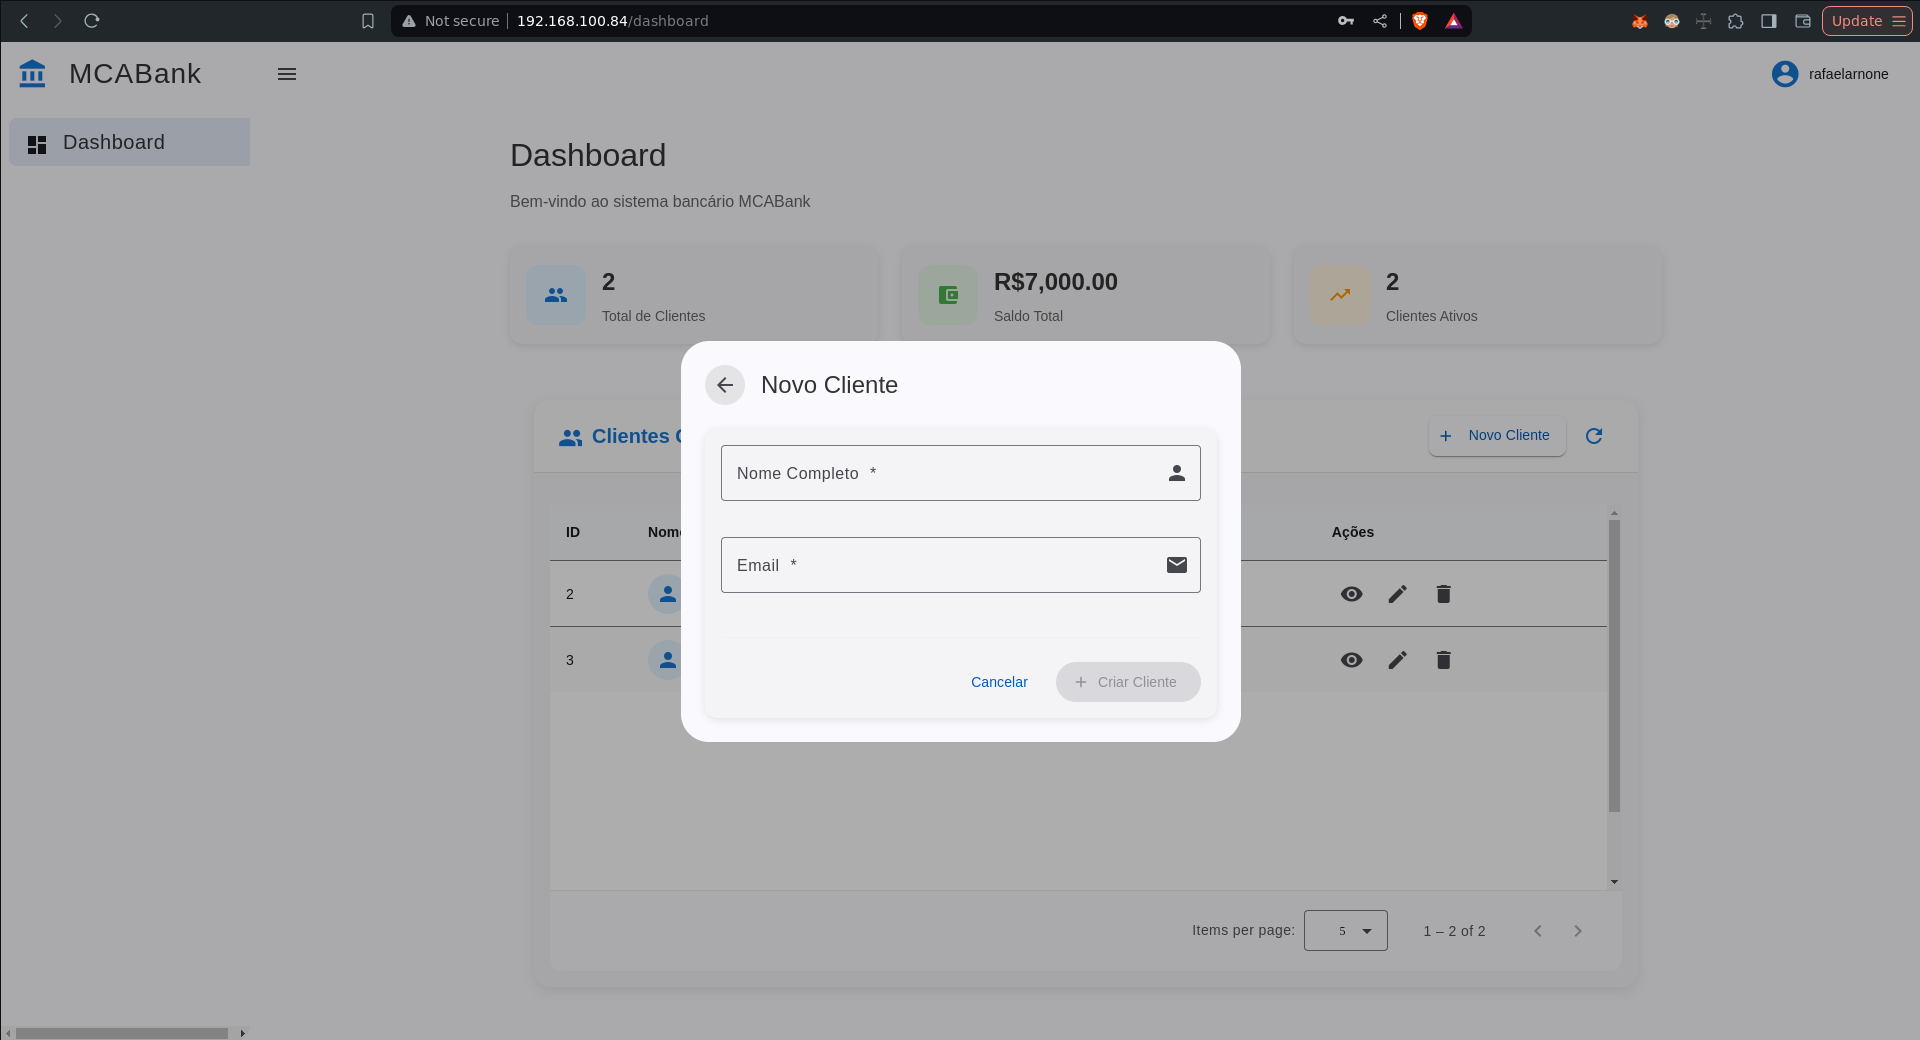 Not secure 192.168.100.84/dashboard
Update
MCABank
rafaelarnone
Dashboard
Dashboard
Bem-vindo ao sistema bancário MCABank
2
Total de Clientes
R$7,000.00
Saldo Total
2
Clientes Ativos
Novo Cliente
Clientes
Novo Cliente
Nome Completo *
Email *
Cancelar
Criar Cliente
ID
Ações
2
3
Items per page: 5 1 – 2 of 2